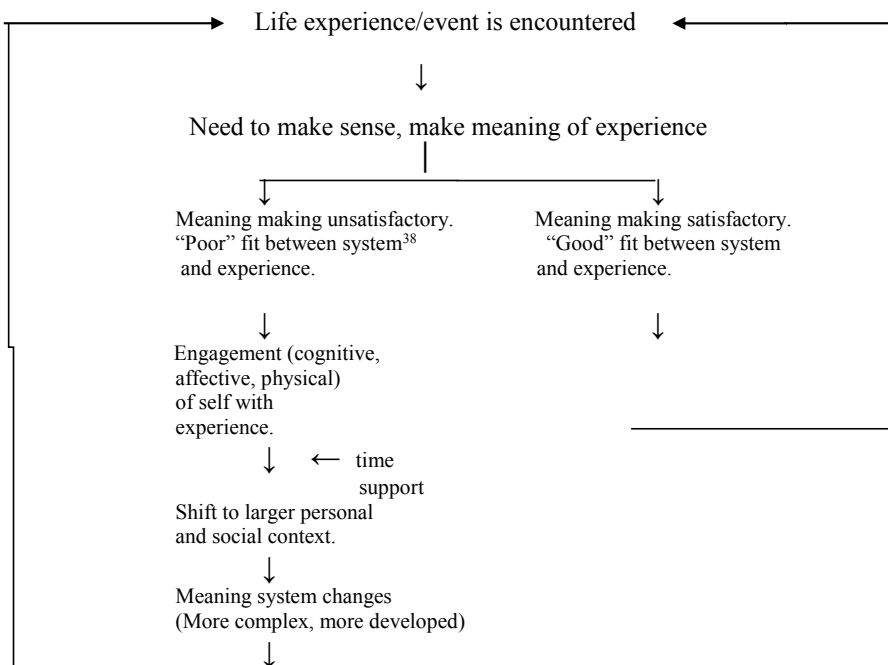 Life experience/event is encountered
Need to make sense, make meaning of experience
Meaning making unsatisfactory.
“Poor” fit between system³⁸
and experience.
Meaning making satisfactory.
“Good” fit between system
and experience.
Engagement (cognitive,
affective, physical)
of self with
experience.
time
support
Shift to larger personal
and social context.
Meaning system changes
(More complex, more developed)